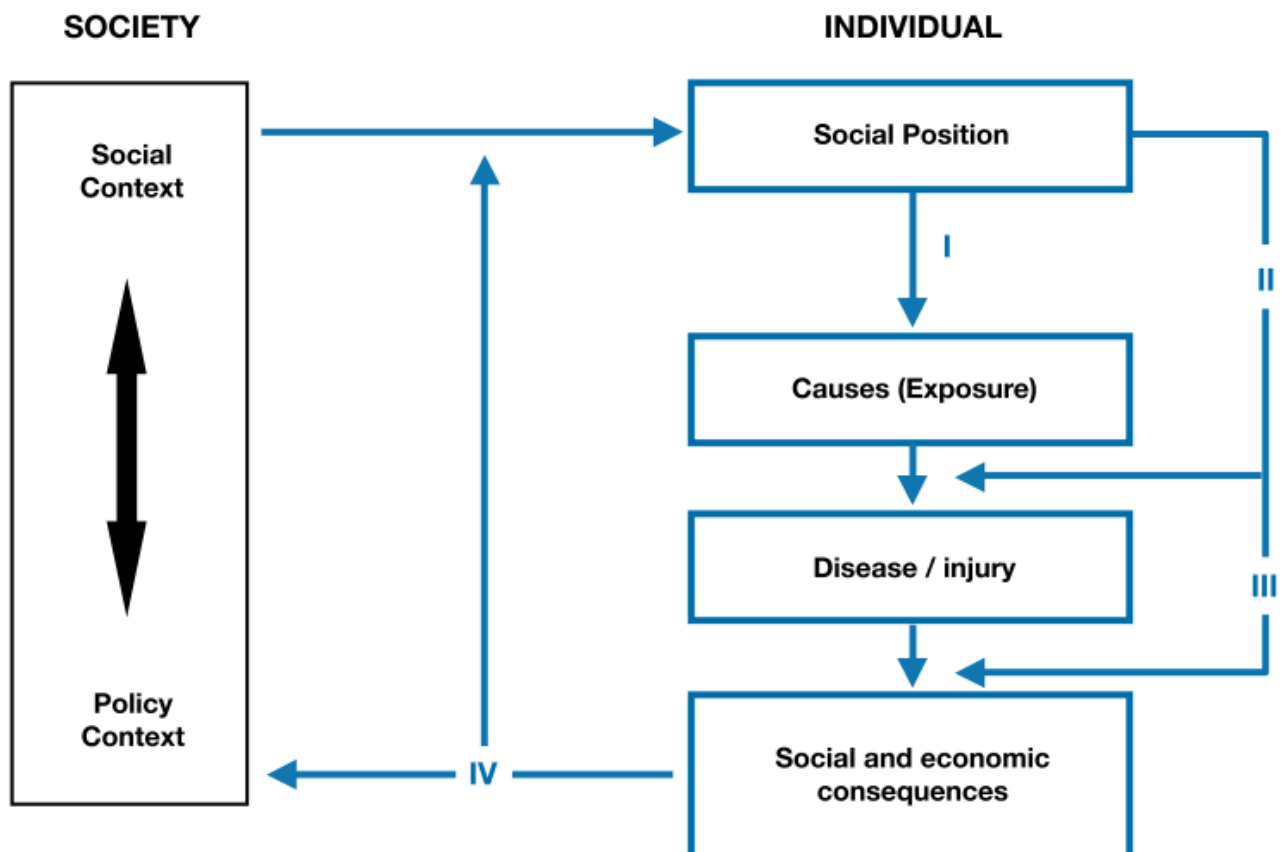 SOCIETY
INDIVIDUAL
Social
Context
Policy
Context
Social Position
I
II
Causes (Exposure)
Disease / injury
III
IV
Social and economic
consequences